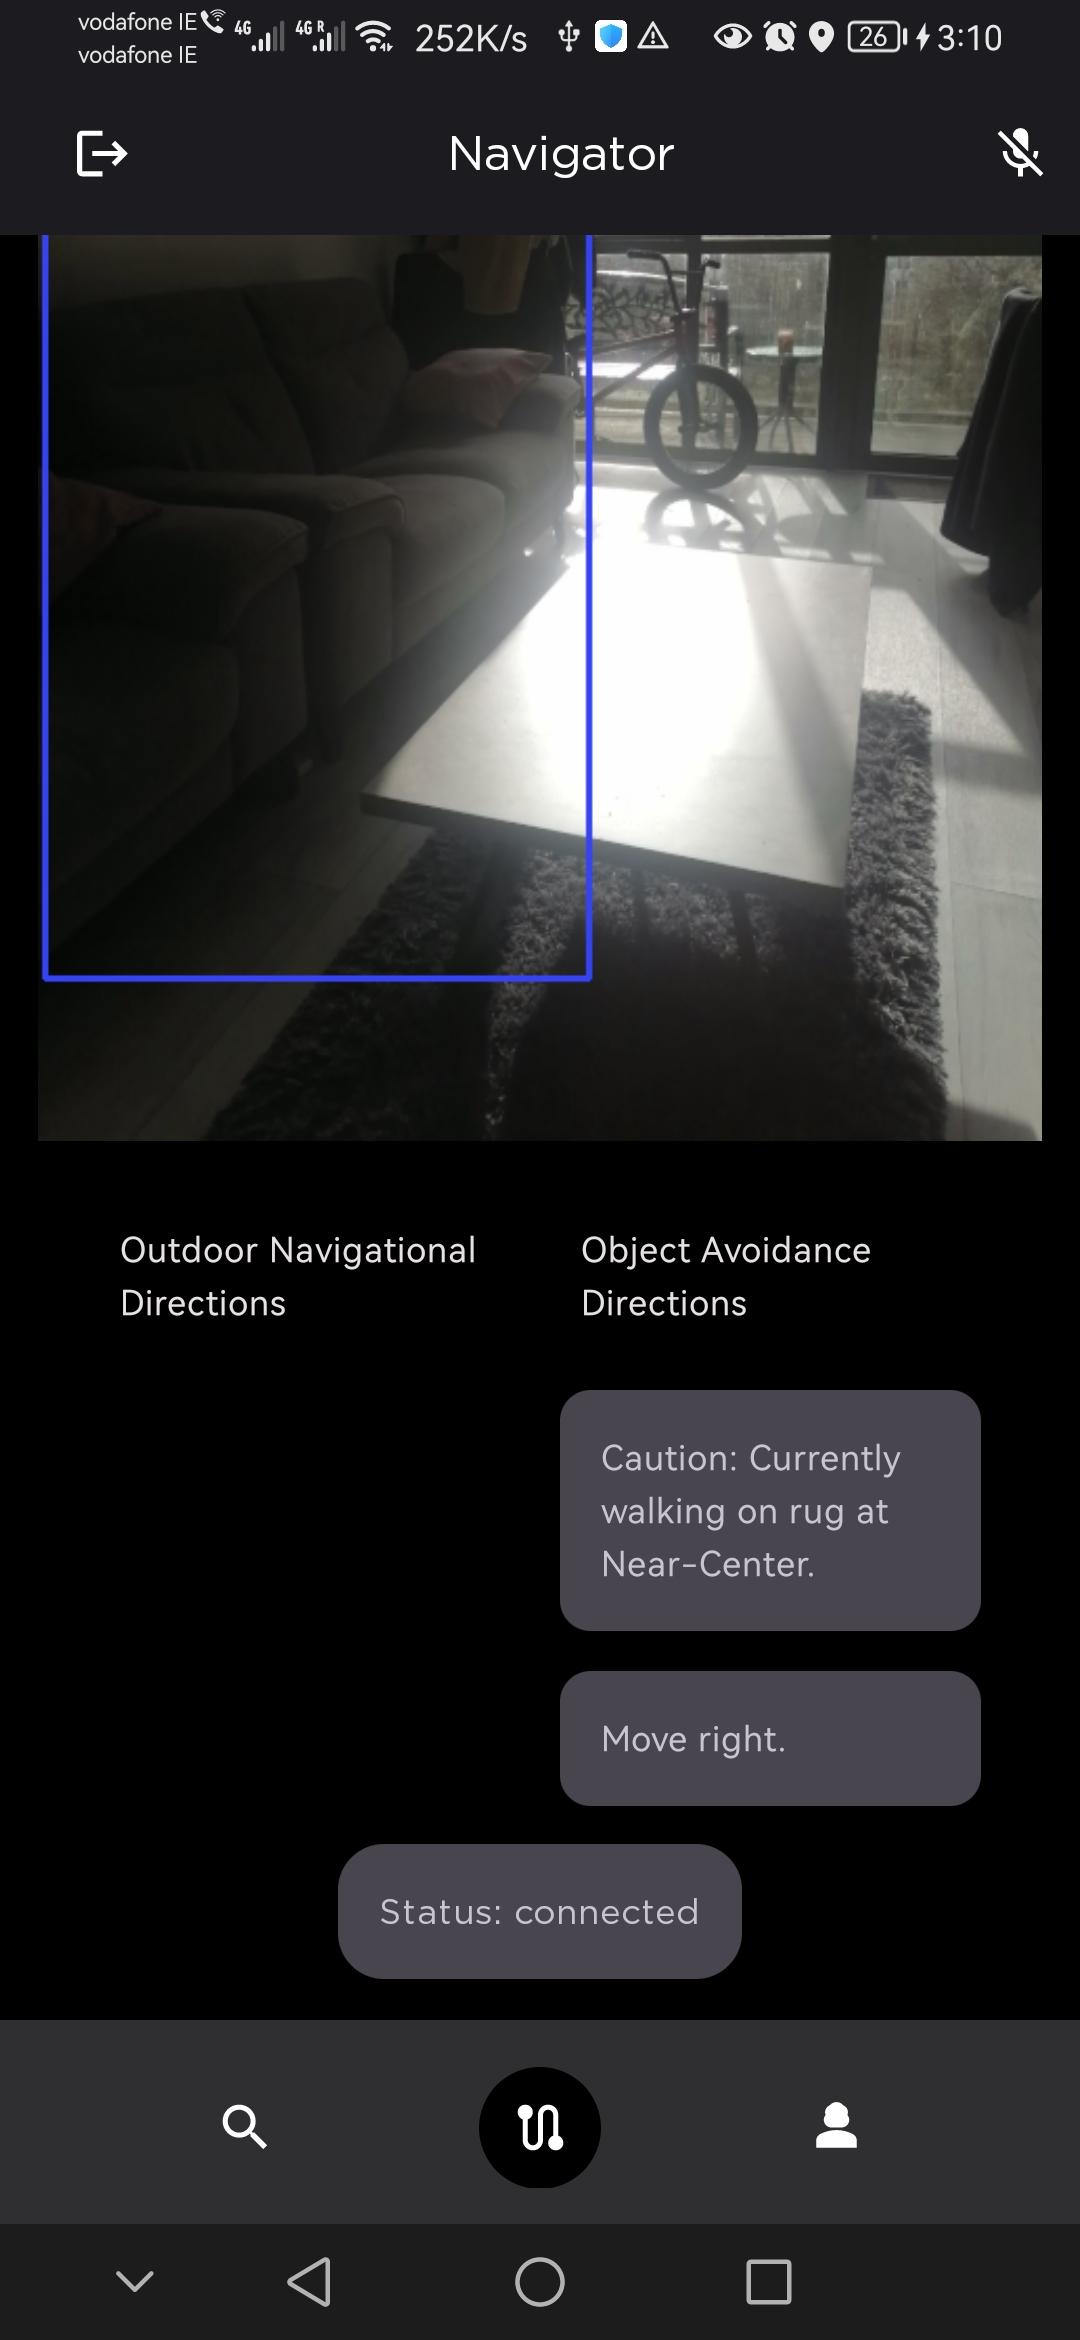 vodafone IE
vodafone IE
4G
4G R
252K/s
26
3:10
Navigator
Outdoor Navigational
Directions
Object Avoidance
Directions
Caution: Currently
walking on rug at
Near-Center.
Move right.
Status: connected